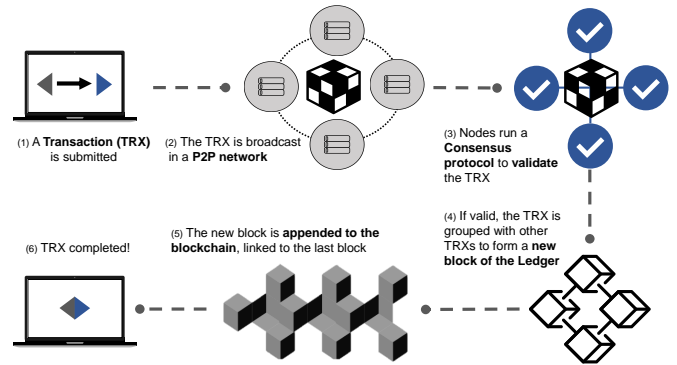 (1) A Transaction (TRX)
is submitted
(2) The TRX is broadcast
in a P2P network
(3) Nodes run a
Consensus
protocol to validate
the TRX
(4) If valid, the TRX is
grouped with other
TRXs to form a new
block of the Ledger
(5) The new block is appended to the
blockchain, linked to the last block
(6) TRX completed!